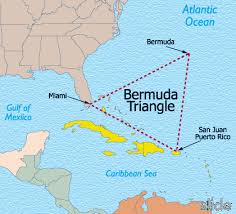 Atlantic
Ocean
Bermuda
Gulf of
Mexico
Miami
Bermuda
Triangle
San Juan
Puerto Rico
Caribbean Sea